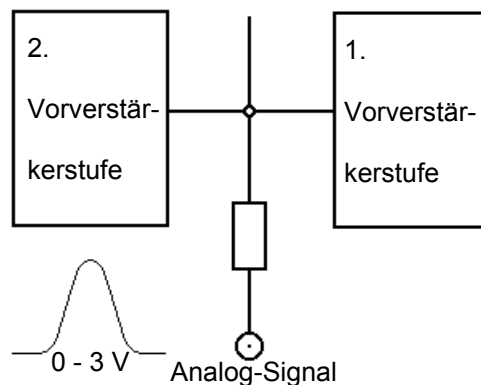 2.
Vorverstär-
kerstufe
1.
Vorverstär-
kerstufe
0 - 3 V
Analog-Signal